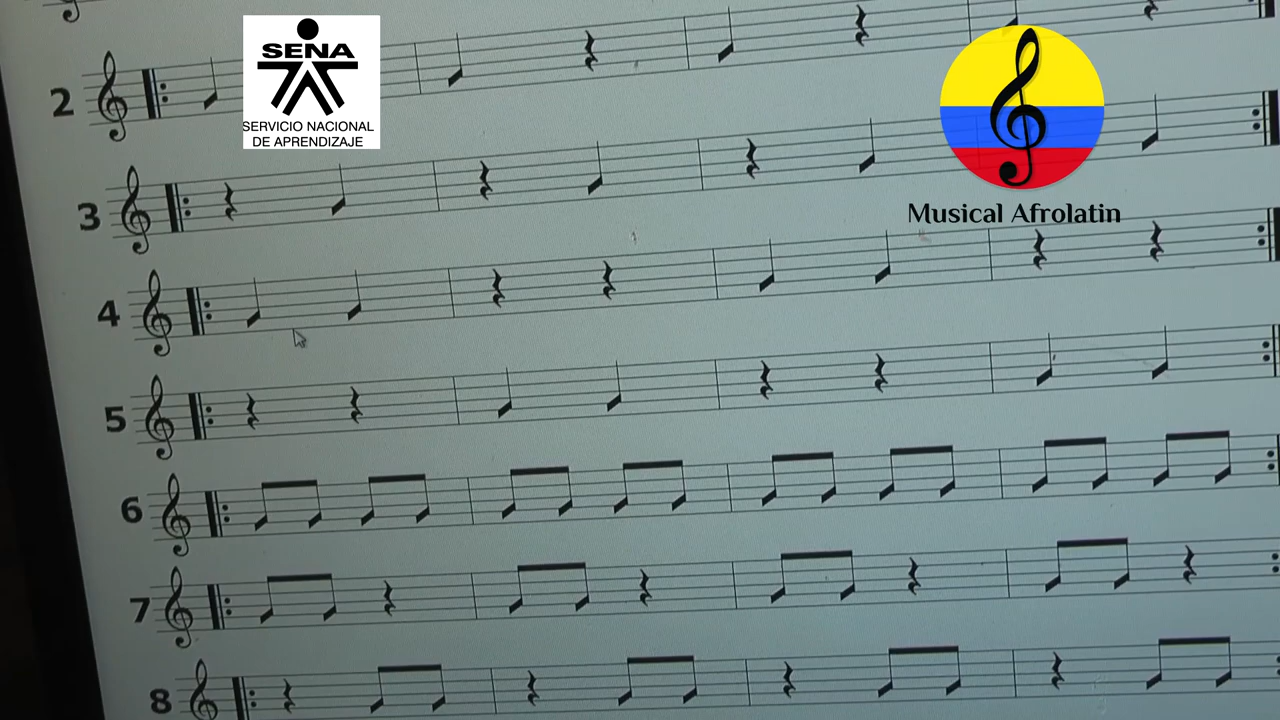 SENA
SERVICIO NACIONAL
DE APRENDIZAJE
Musical Afrolatin
2
3
4
5
6
7
8